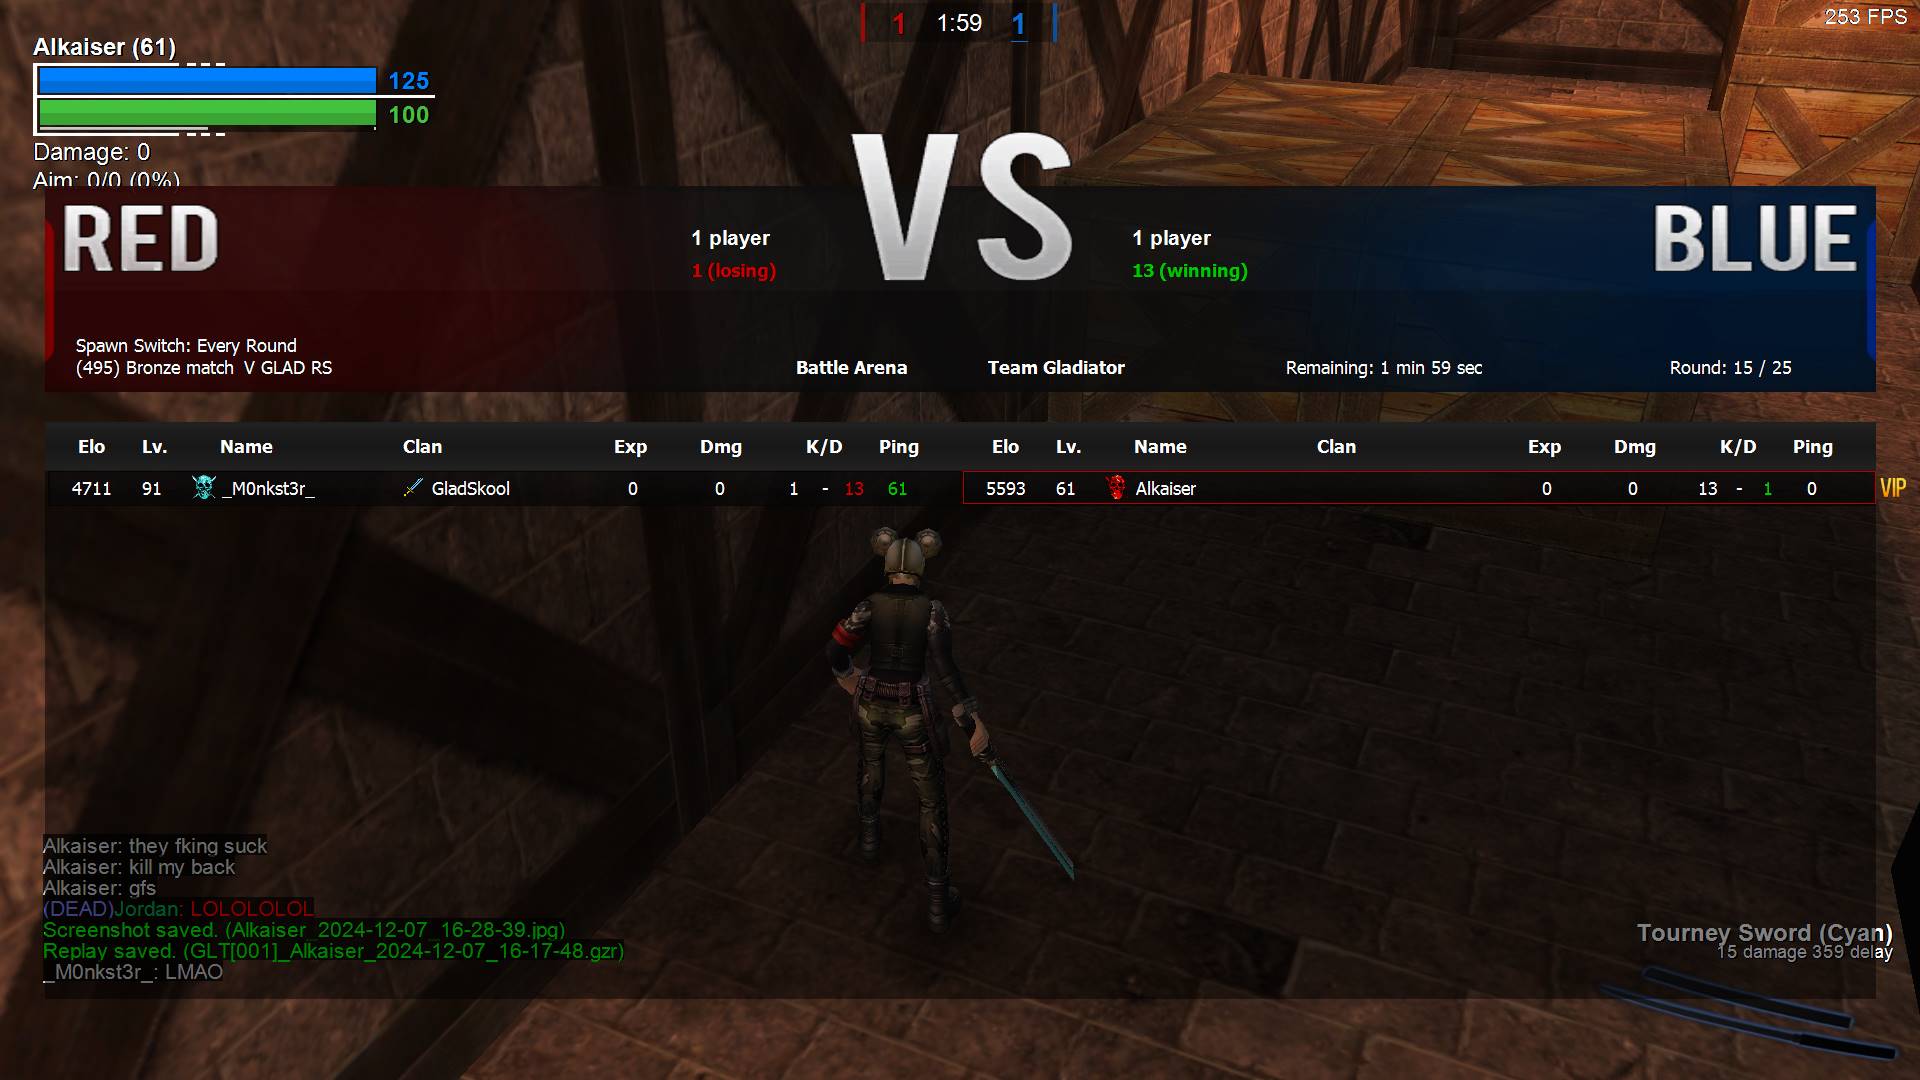 1 1:59 1
253 FPS
Alkaiser (61)
125
100
Damage: 0
Aim: 0/0 (0%)
VS
RED
BLUE
1 player
1 (losing)
1 player
13 (winning)
Spawn Switch: Every Round
(495) Bronze match V GLAD RS
Battle Arena
Team Gladiator
Remaining: 1 min 59 sec
Round: 15 / 25
Elo Lv. Name Clan Exp Dmg K/D Ping
Elo Lv. Name Clan Exp Dmg K/D Ping
4711 91 _M0nkst3r_ GladSkool 0 0 1 - 13 61
5593 61 Alkaiser 0 0 13 - 1 0 VIP
Alkaiser: they fking suck
Alkaiser: kill my back
Alkaiser: gfs
(DEAD)Jordan: LOLOLOLOL
Screenshot saved. (Alkaiser_2024-12-07_16-28-39.jpg)
Replay saved. (GLT[001]_Alkaiser_2024-12-07_16-17-48.gzr)
_M0nkst3r_: LMAO
Tourney Sword (Cyan)
15 damage 359 delay